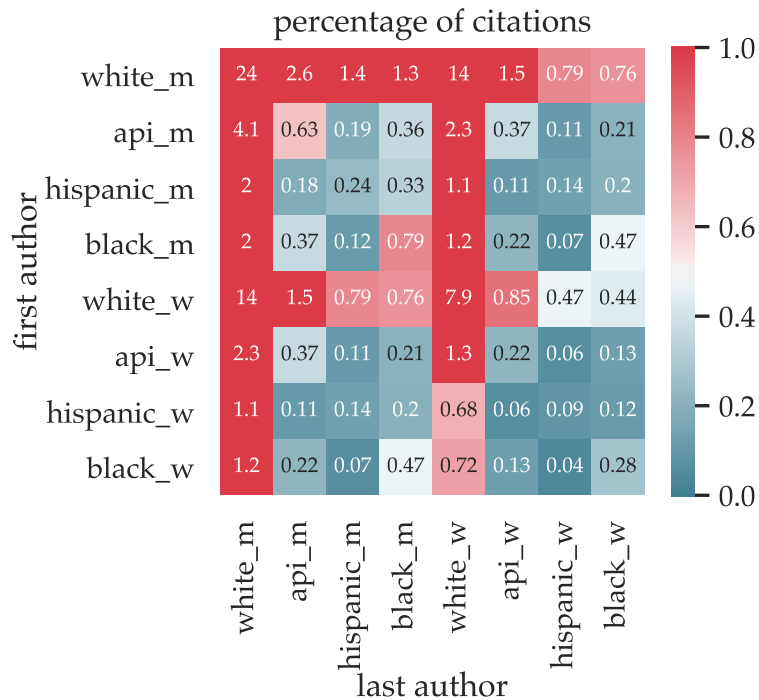 percentage of citations
white_m 24 2.6 1.4 1.3 14 1.5 0.79 0.76
api_m 4.1 0.63 0.19 0.36 2.3 0.37 0.11 0.21
hispanic_m 2 0.18 0.24 0.33 1.1 0.11 0.14 0.2
black_m 2 0.37 0.12 0.79 1.2 0.22 0.07 0.47
white_w 14 1.5 0.79 0.76 7.9 0.85 0.47 0.44
api_w 2.3 0.37 0.11 0.21 1.3 0.22 0.06 0.13
hispanic_w 1.1 0.11 0.14 0.2 0.68 0.06 0.09 0.12
black_w 1.2 0.22 0.07 0.47 0.72 0.13 0.04 0.28
first author
white_m api_m hispanic_m black_m white_w api_w hispanic_w black_w
last author
1.0
0.8
0.6
0.4
0.2
0.0